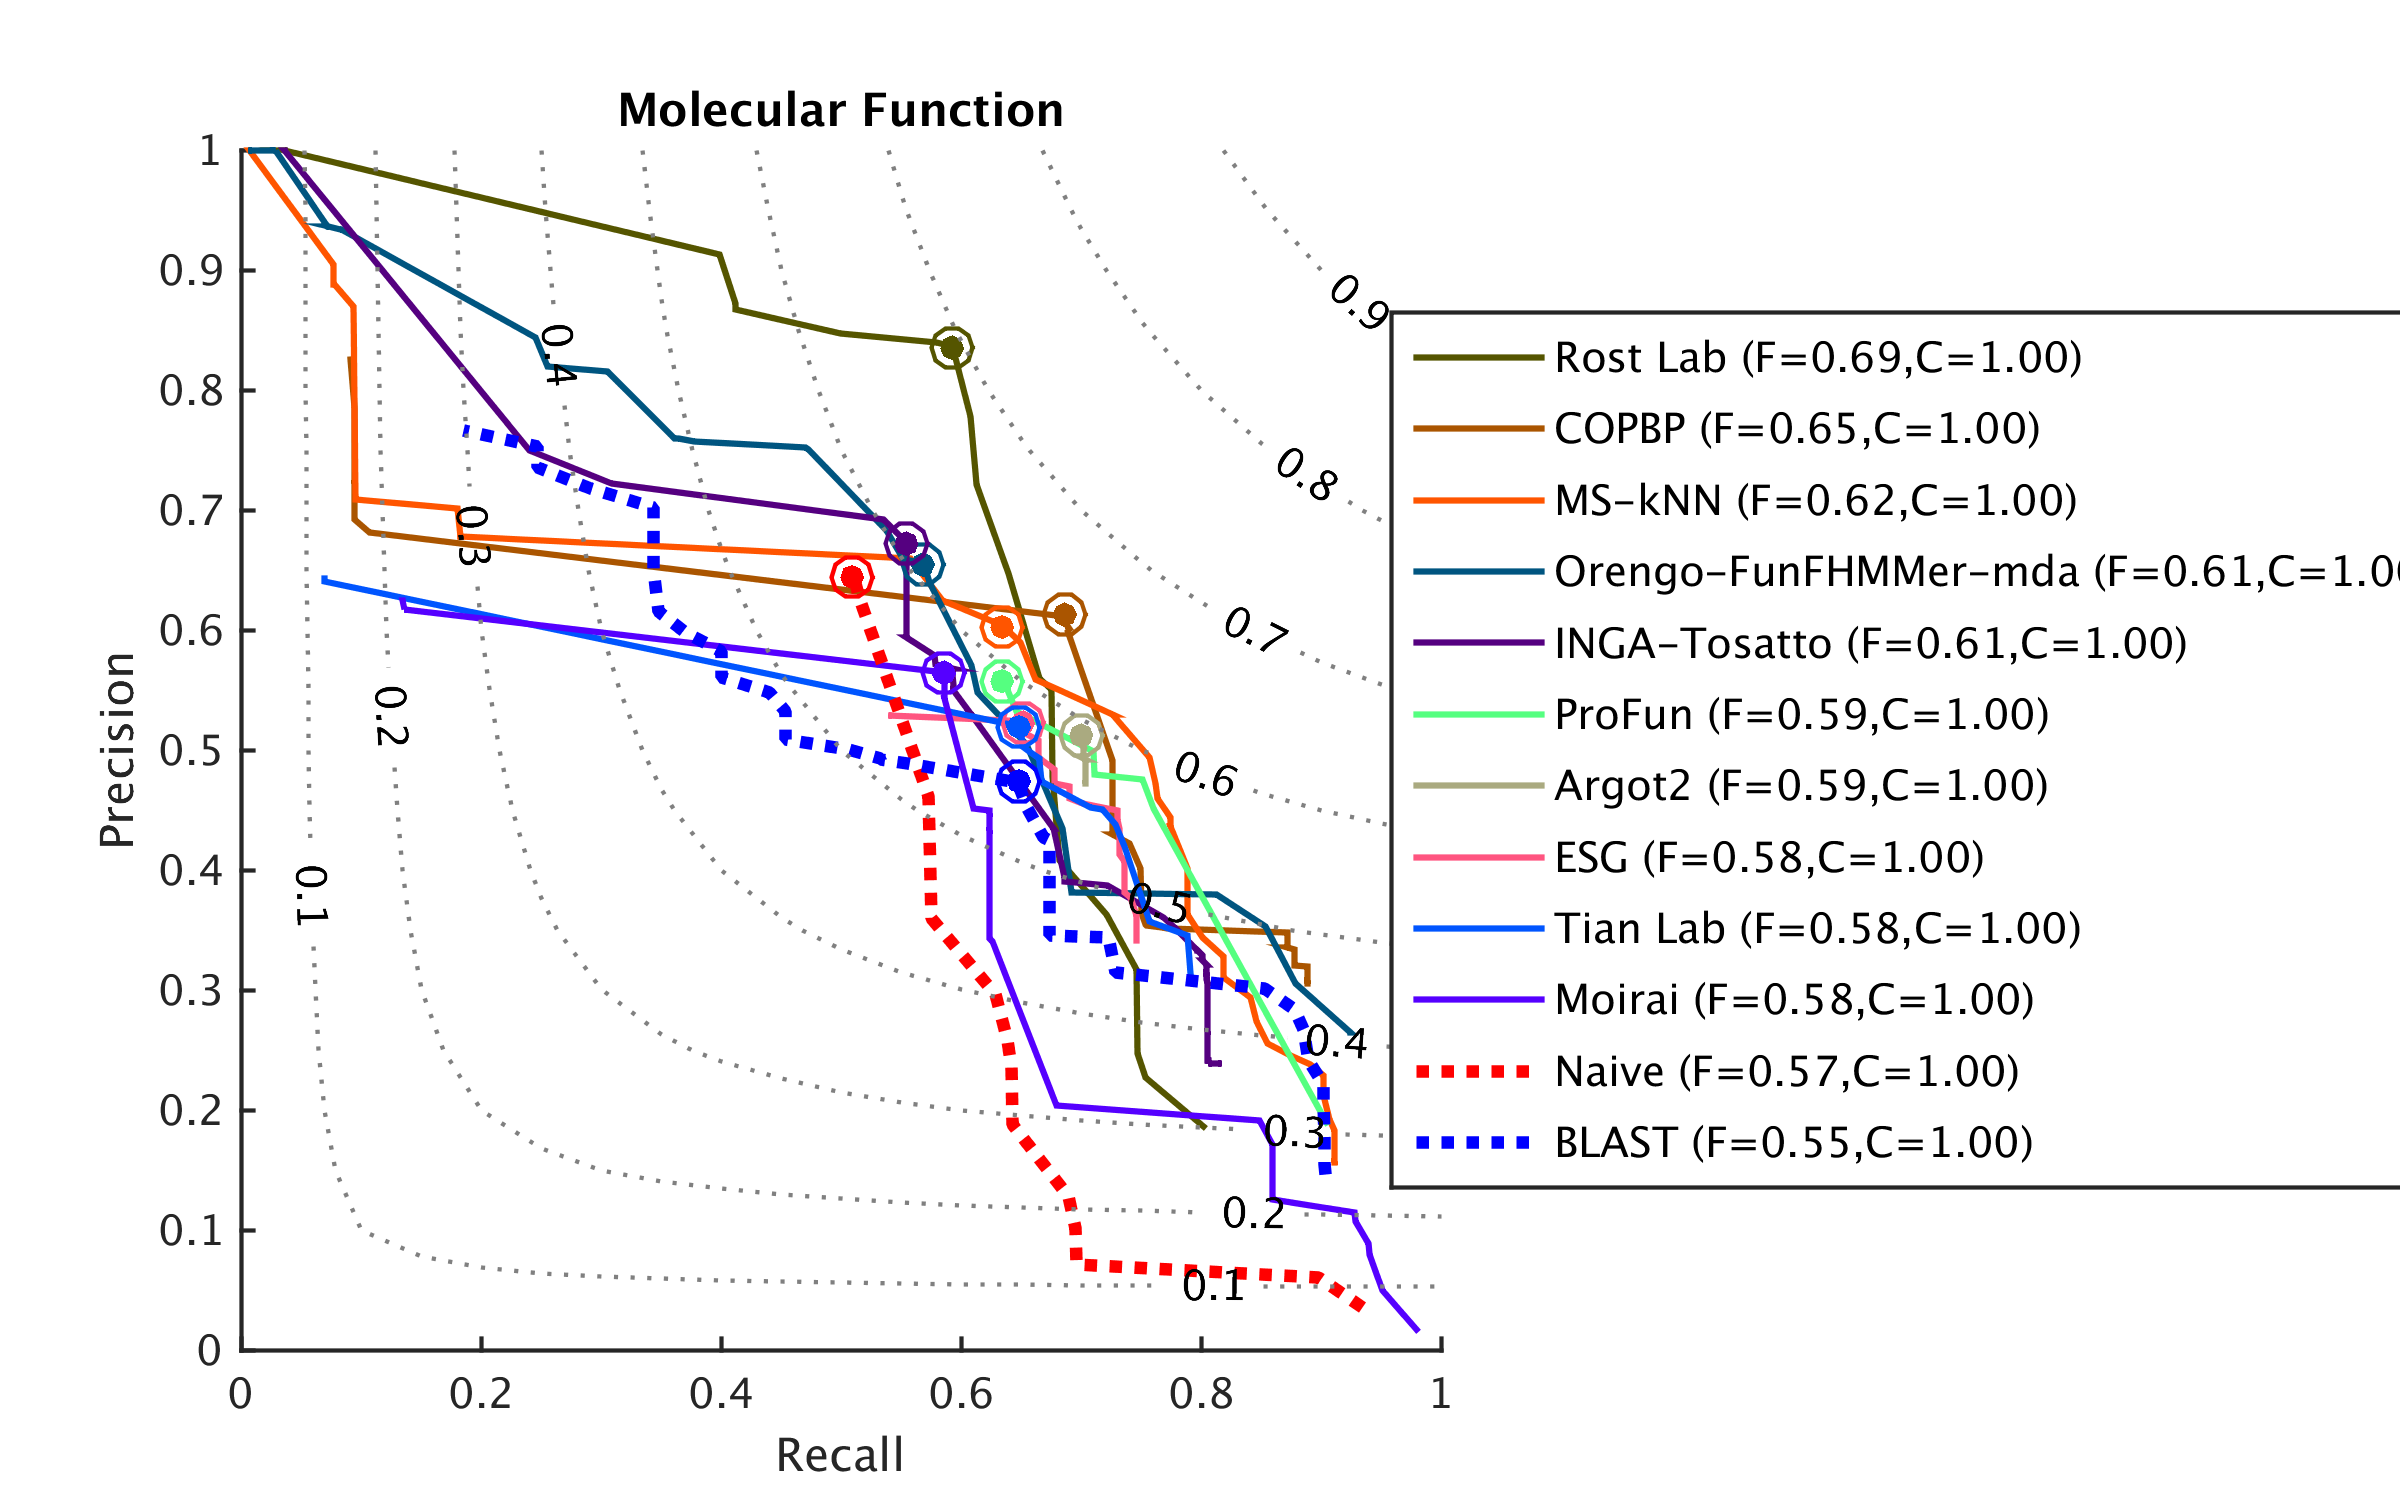 Molecular Function
1
0.9
0.8
0.7
0.6
0.5
0.4
0.3
0.2
0.1
0
Precision
0
0.2
0.4
0.6
0.8
1
Recall
0.4
0.3
0.2
0.1
0.9
0.8
0.7
0.6
0.5
0.4
0.3
0.2
0.1
Rost Lab (F=0.69,C=1.00)
COPBP (F=0.65,C=1.00)
MS-kNN (F=0.62,C=1.00)
Orengo-FunFHMMer-mda (F=0.61,C=1.0
INGA-Tosatto (F=0.61,C=1.00)
ProFun (F=0.59,C=1.00)
Argot2 (F=0.59,C=1.00)
ESG (F=0.58,C=1.00)
Tian Lab (F=0.58,C=1.00)
Moirai (F=0.58,C=1.00)
Naive (F=0.57,C=1.00)
BLAST (F=0.55,C=1.00)